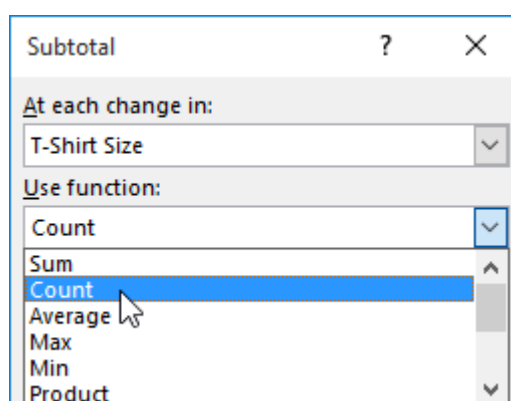 Subtotal ?
At each change in:
T-Shirt Size
Use function:
Count
Sum
Count
Average
Max
Min
Product